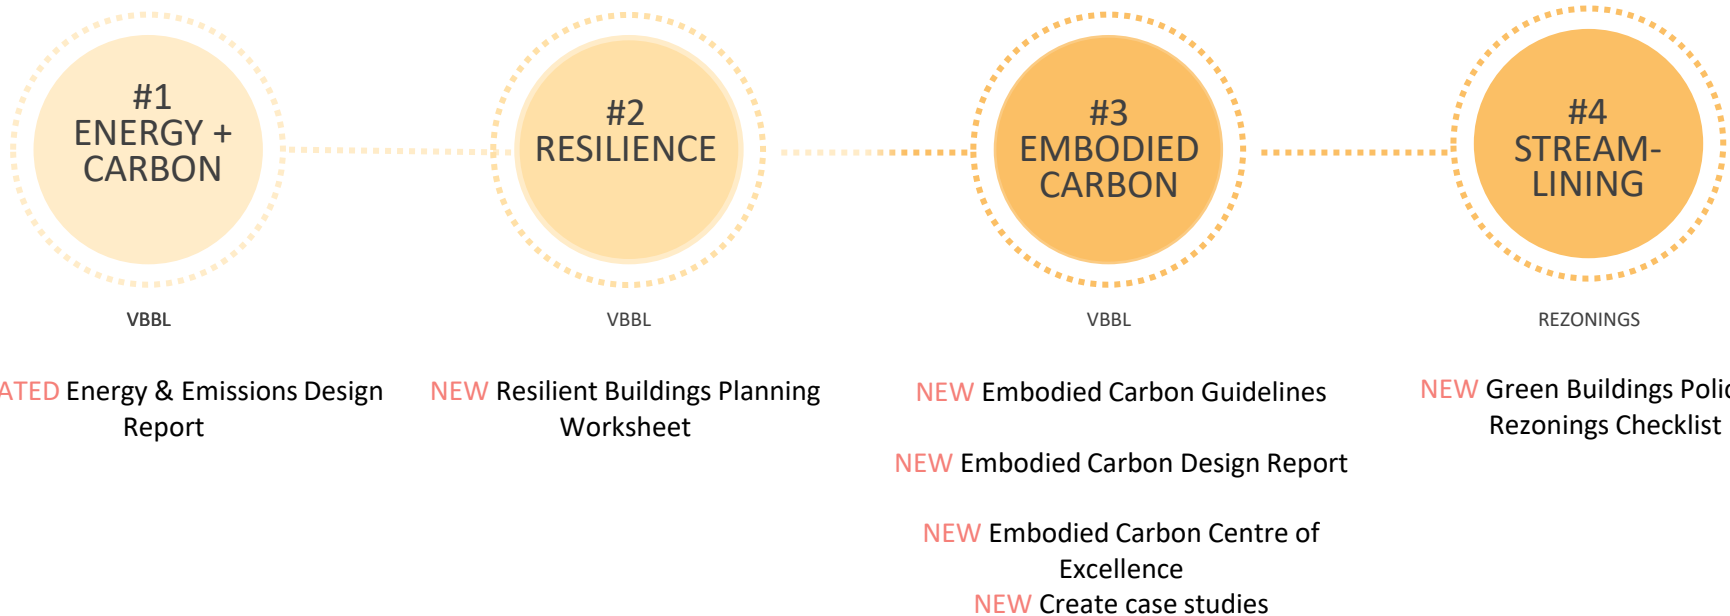 #1
ENERGY +
CARBON
#2
RESILIENCE
#3
EMBODIED
CARBON
#4
STREAM-
LINING
VBBL
VBBL
VBBL
REZONINGS
Energy & Emissions Design
Report
NEW Resilient Buildings Planning
Worksheet
NEW Embodied Carbon Guidelines
NEW Embodied Carbon Design Report
NEW Embodied Carbon Centre of
Excellence
NEW Create case studies
NEW Green Buildings
Rezonings Checklist